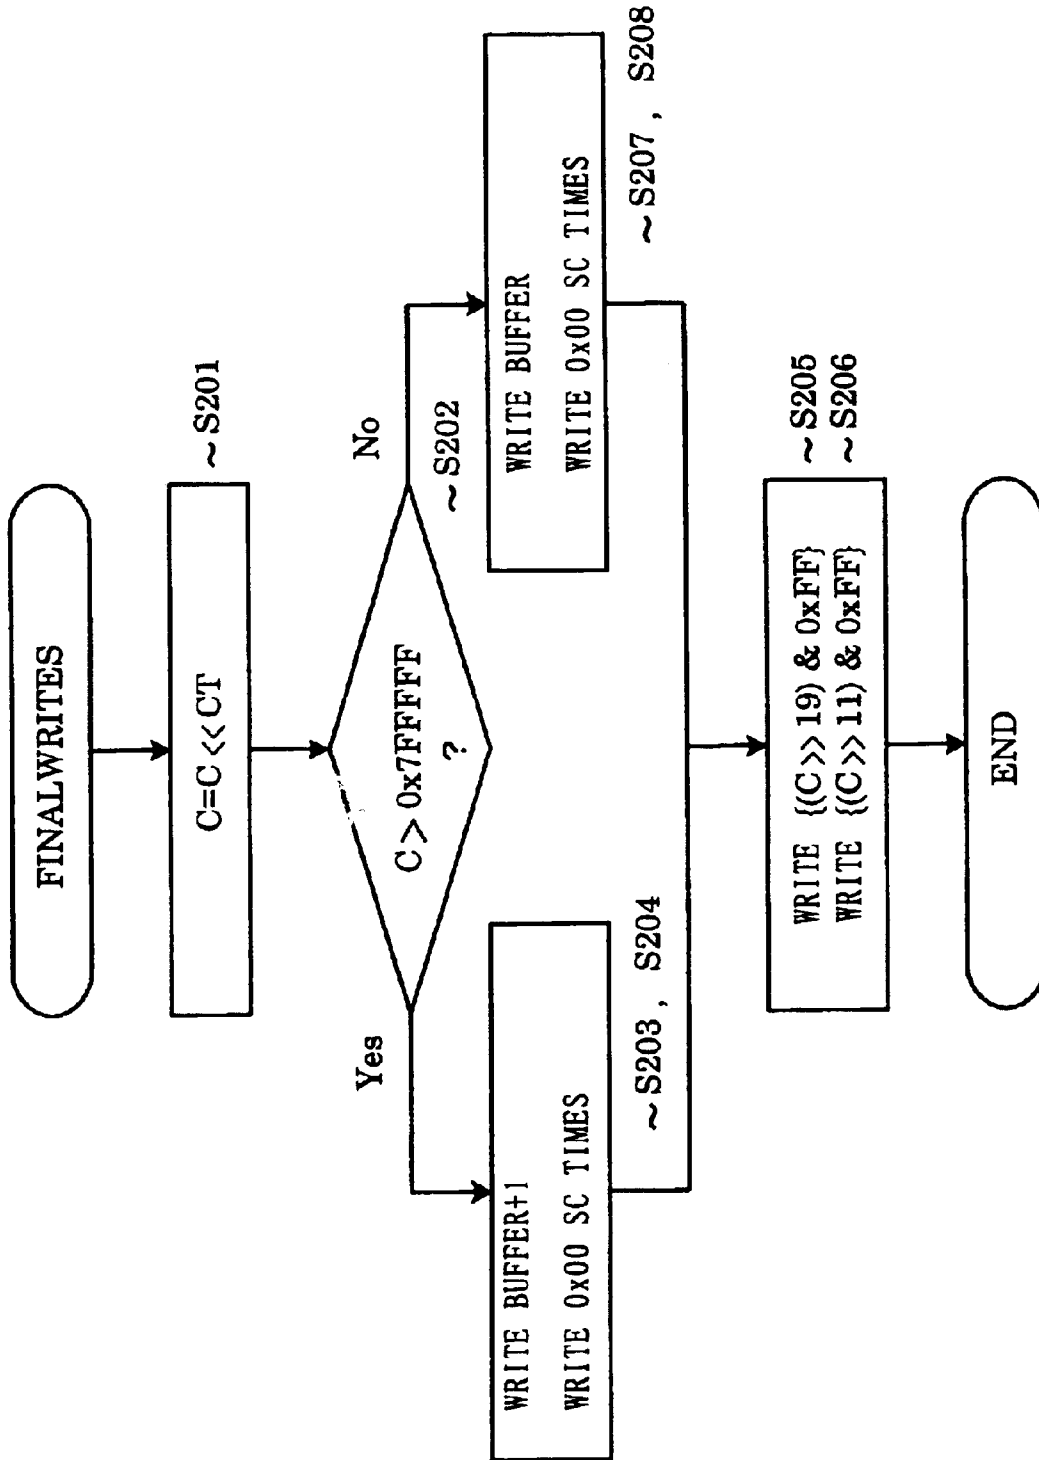 FINALWRITES
C=C<<CT
~S201
C>0x7FFFFF
?
~S202
Yes
No
WRITE BUFFER+1
WRITE 0x00 SC TIMES
~S203, S204
WRITE BUFFER
WRITE 0x00 SC TIMES
~S207, S208
WRITE {(C>>19) & 0xFF} ~S205
WRITE {(C>>11) & 0xFF} ~S206
END